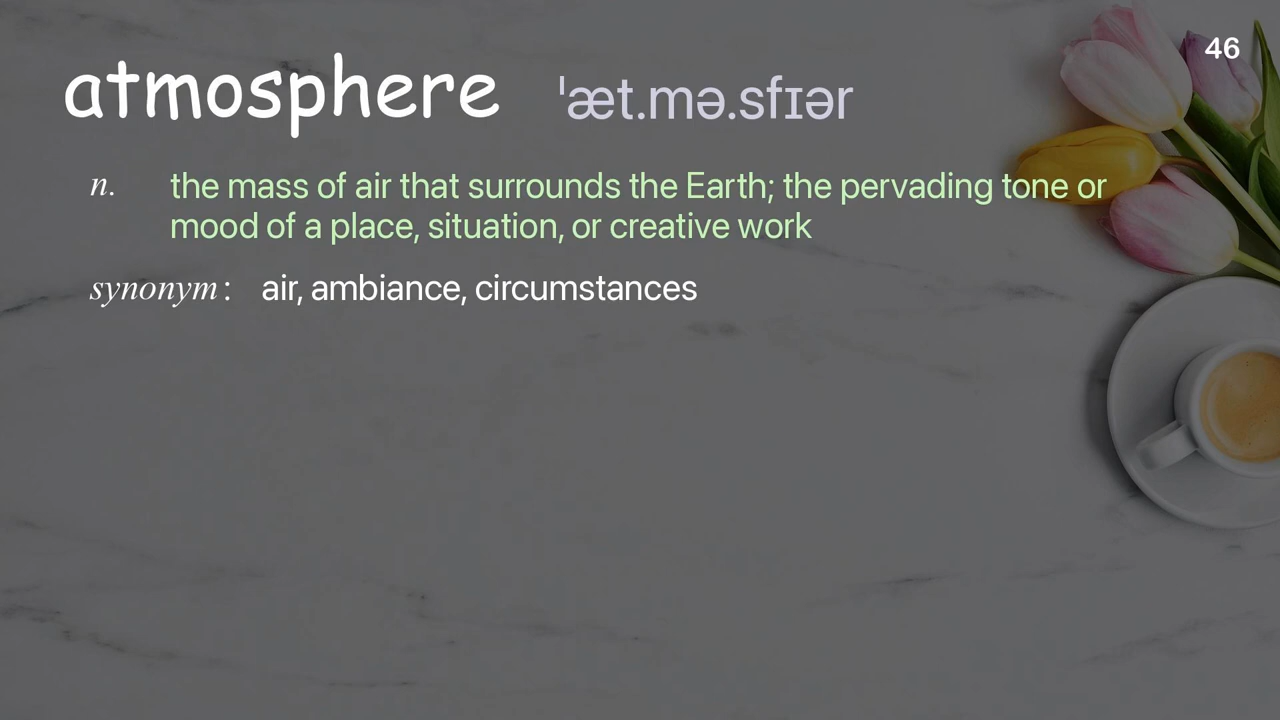 46
atmosphere ˈæt.mə.sfɪər
n. the mass of air that surrounds the Earth; the pervading tone or
mood of a place, situation, or creative work
synonym : air, ambiance, circumstances